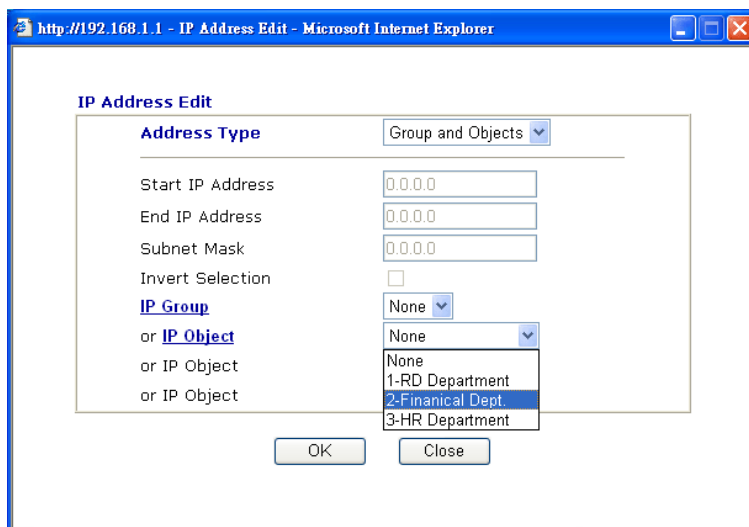 http://192.168.1.1 - IP Address Edit - Microsoft Internet Explorer
IP Address Edit
Address Type Group and Objects
Start IP Address 0.0.0.0
End IP Address 0.0.0.0
Subnet Mask 0.0.0.0
Invert Selection
IP Group None
or IP Object None
or IP Object
or IP Object
None
1-RD Department
2-Finanical Dept.
3-HR Department
OK Close